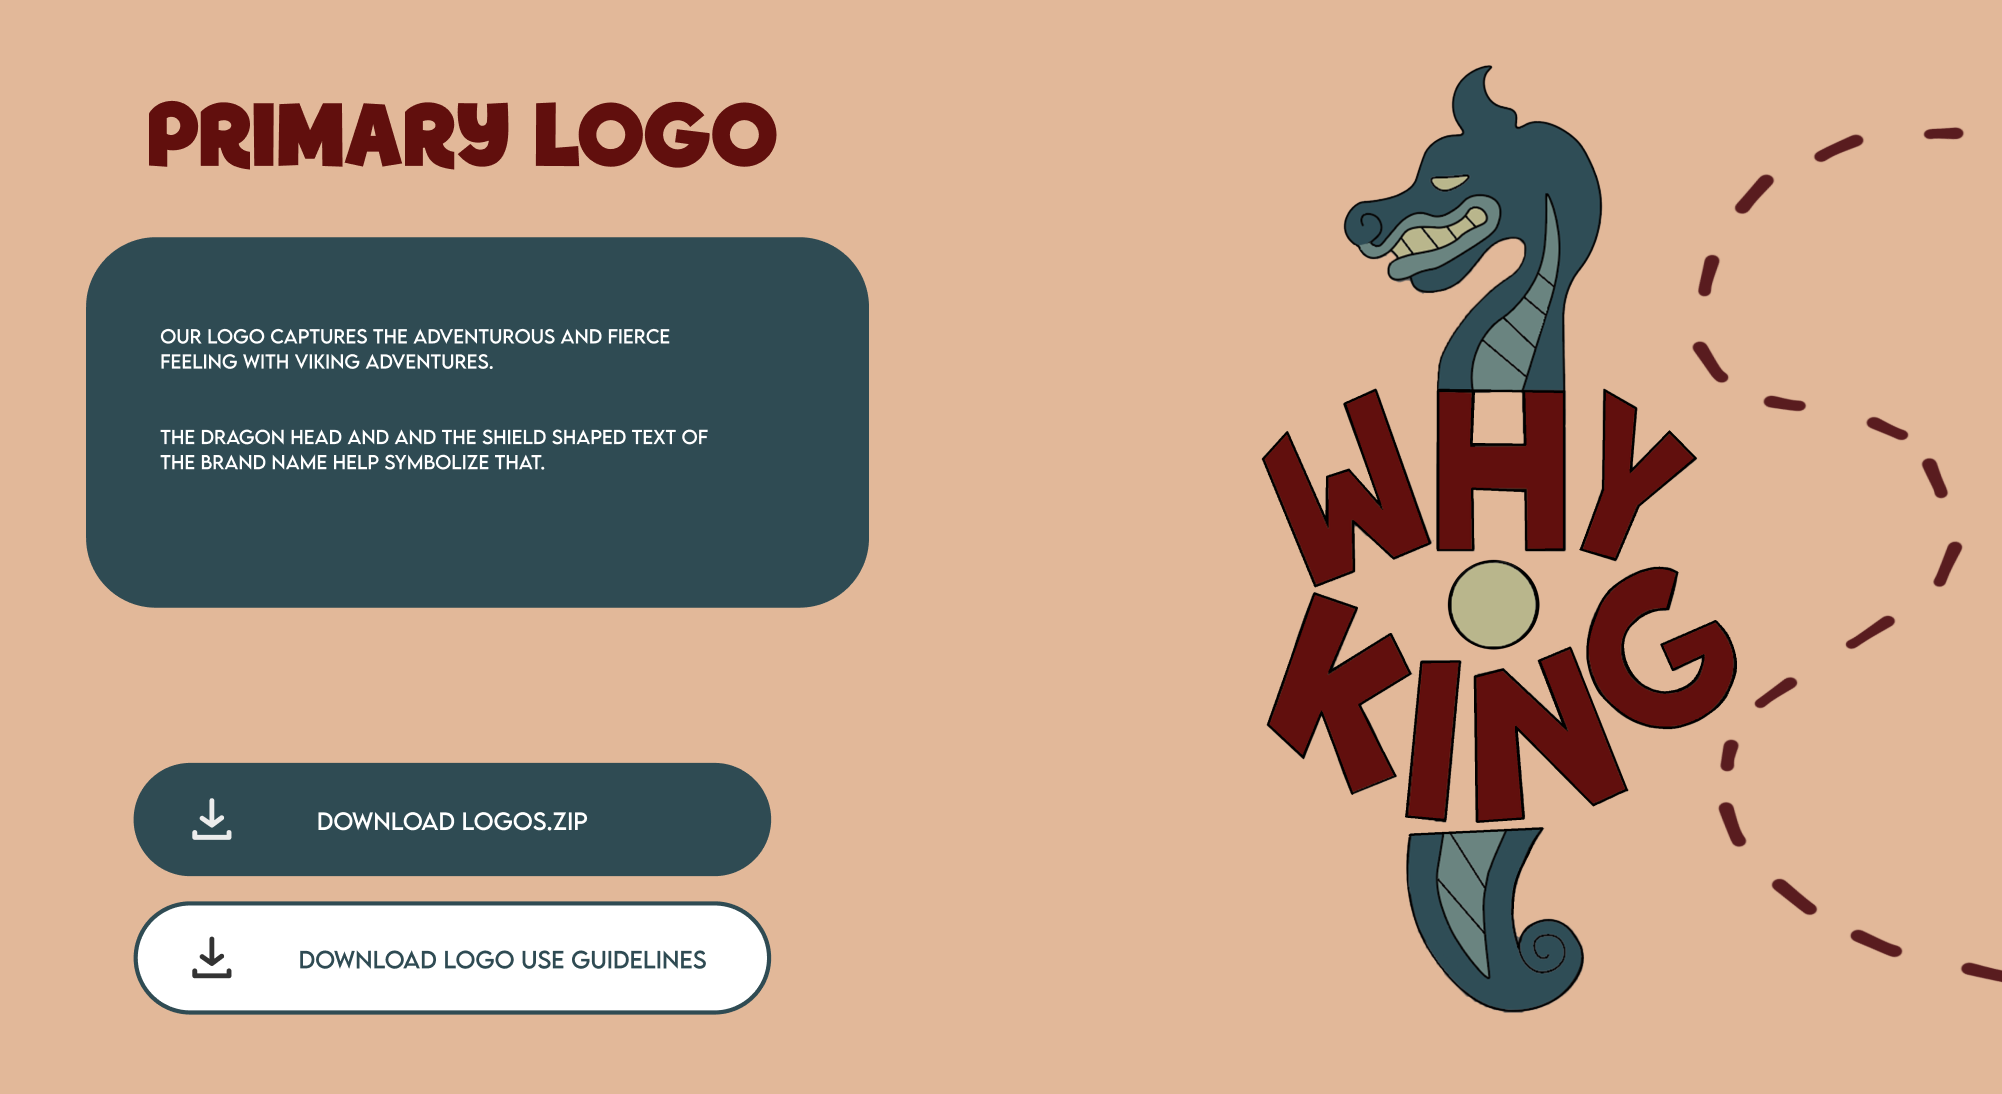 PRIMARY LOGO
OUR LOGO CAPTURES THE ADVENTUROUS AND FIERCE
FEELING WITH VIKING ADVENTURES.
THE DRAGON HEAD AND AND THE SHIELD SHAPED TEXT OF
THE BRAND NAME HELP SYMBOLIZE THAT.
DOWNLOAD LOGOS.ZIP
DOWNLOAD LOGO USE GUIDELINES
WHY
KING